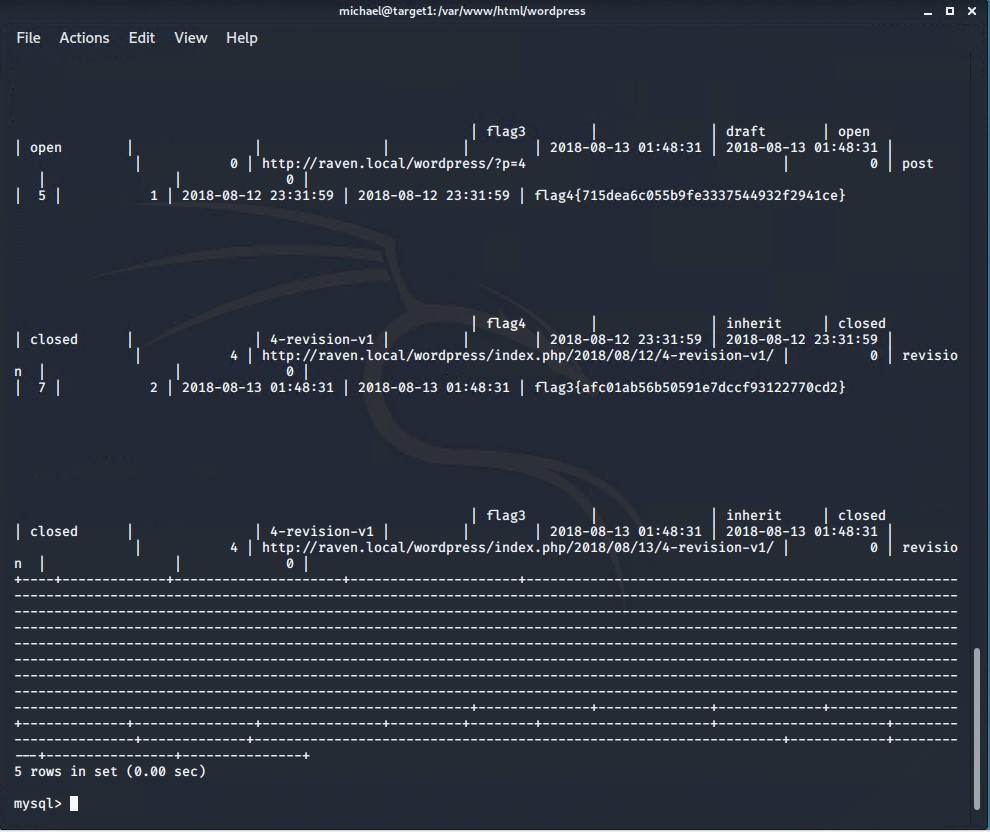 michael@target1:/var/www/html/wordpress
File Actions Edit View Help
| flag3 | | draft | open
| open | | | | | 2018-08-13 01:48:31 | 2018-08-13 01:48:31 |
| 0 | http://raven.local/wordpress/?p=4 | 0 | post
| | 0 |
| 5 | 1 | 2018-08-12 23:31:59 | 2018-08-12 23:31:59 | flag4{715dea6c055b9fe3337544932f2941ce}
| flag4 | | inherit | closed
| closed | | 4-revision-v1 | | | 2018-08-12 23:31:59 | 2018-08-12 23:31:59 |
| 4 | http://raven.local/wordpress/index.php/2018/08/12/4-revision-v1/ | 0 | revisio
n | | 0 |
| 7 | 2 | 2018-08-13 01:48:31 | 2018-08-13 01:48:31 | flag3{afc01ab56b50591e7dccf93122770cd2}
| flag3 | | inherit | closed
| closed | | 4-revision-v1 | | | 2018-08-13 01:48:31 | 2018-08-13 01:48:31 |
| 4 | http://raven.local/wordpress/index.php/2018/08/13/4-revision-v1/ | 0 | revisio
n | | 0 |
5 rows in set (0.00 sec)
mysql>